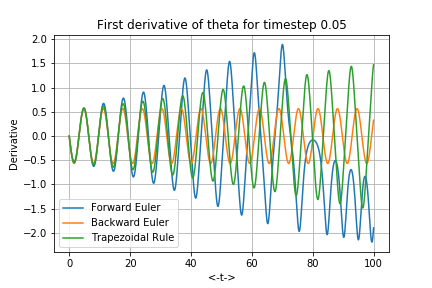 First derivative of theta for timestep 0.05
2.0
1.5
1.0
0.5
0.0
−0.5
−1.0
−1.5
−2.0
Derivative
Forward Euler
Backward Euler
Trapezoidal Rule
0 20 40 60 80 100
<-t->